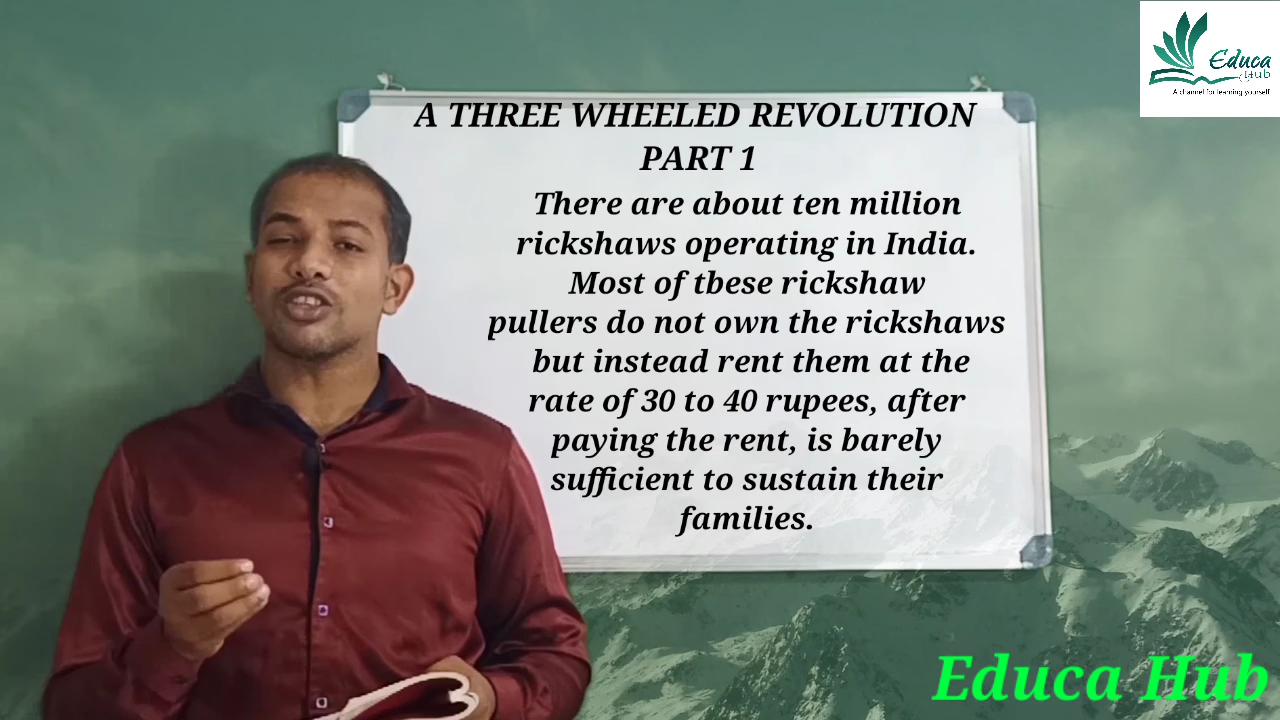 A THREE WHEELED REVOLUTION
PART 1
There are about ten million
rickshaws operating in India.
Most of tbese rickshaw
pullers do not own the rickshaws
but instead rent them at the
rate of 30 to 40 rupees, after
paying the rent, is barely
sufficient to sustain their
families.
Educa
Hub
A channel for learning yourself
Educa Hub